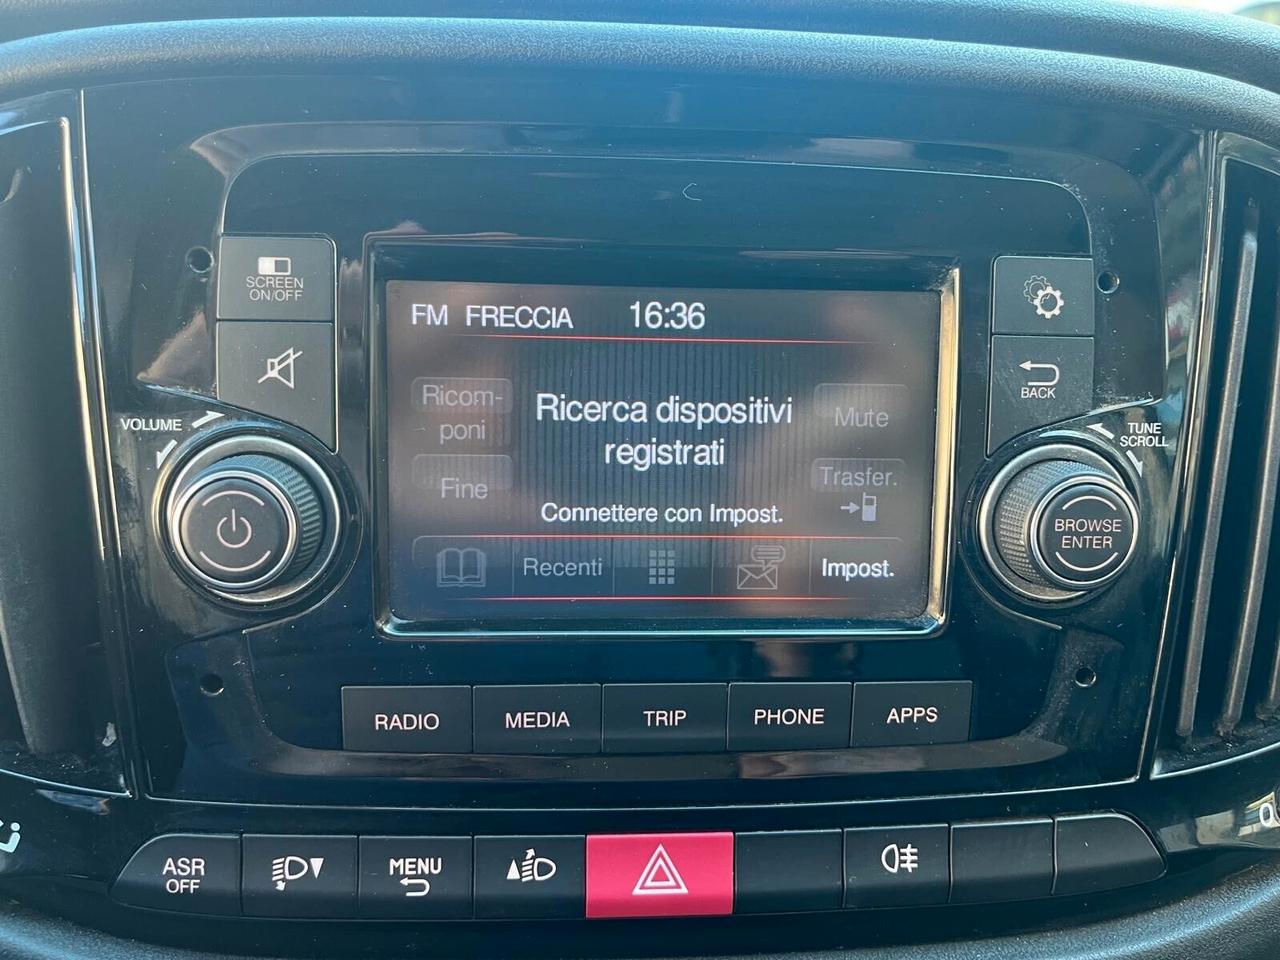 SCREEN
ON/OFF
FM FRECCIA 16:36
Ricom-
poni
Ricerca dispositivi
registrati
Mute
BACK
VOLUME
TUNE
SCROLL
Fine
Trasfer.
Connettere con Impost.
BROWSE
ENTER
Recenti
Impost.
RADIO
MEDIA
TRIP
PHONE
APPS
ASR
OFF
MENU